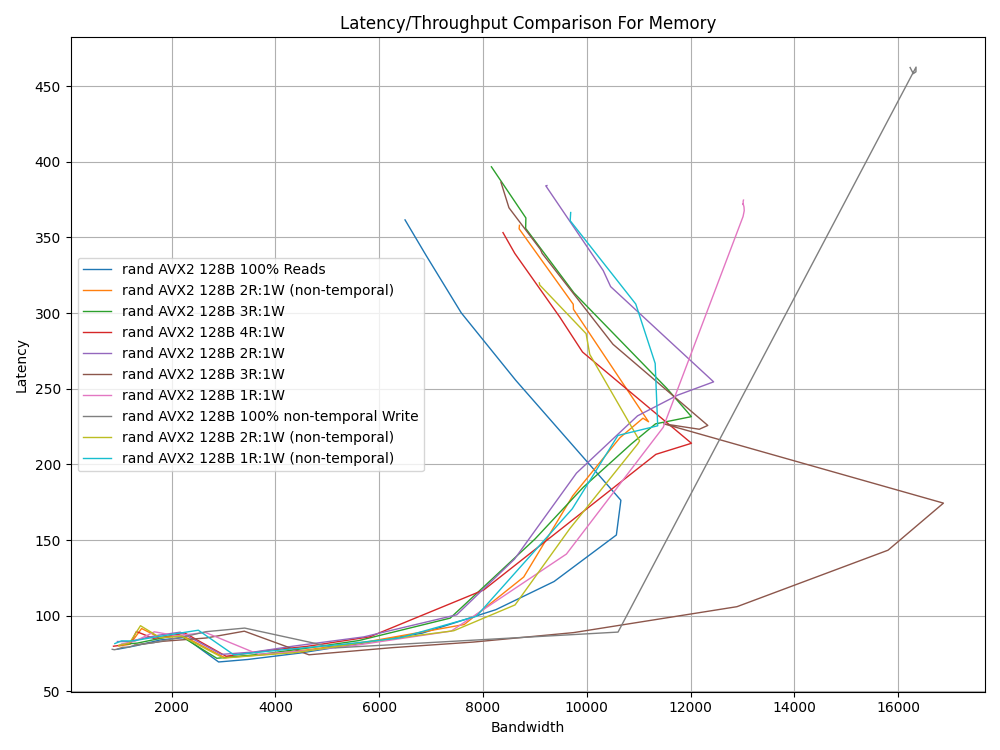 Latency/Throughput Comparison For Memory
450
400
350
300
250
200
150
100
50
Latency
rand AVX2 128B 100% Reads
rand AVX2 128B 2R:1W (non-temporal)
rand AVX2 128B 3R:1W
rand AVX2 128B 4R:1W
rand AVX2 128B 2R:1W
rand AVX2 128B 3R:1W
rand AVX2 128B 1R:1W
rand AVX2 128B 100% non-temporal Write
rand AVX2 128B 2R:1W (non-temporal)
rand AVX2 128B 1R:1W (non-temporal)
2000 4000 6000 8000 10000 12000 14000 16000
Bandwidth